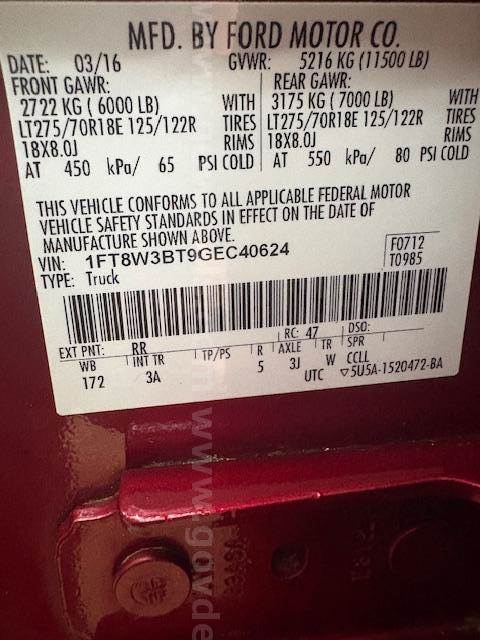 MFD. BY FORD MOTOR CO.
DATE: 03/16 GVWR: 5216 KG (11500 LB)
FRONT GAWR: REAR GAWR:
2722 KG ( 6000 LB) WITH 3175 KG ( 7000 LB) WITH
LT275/70R18E 125/122R TIRES LT275/70R18E 125/122R TIRES
18X8.0J RIMS 18X8.0J RIMS
AT 450 kPa/ 65 PSI COLD AT 550 kPa/ 80 PSI COLD
THIS VEHICLE CONFORMS TO ALL APPLICABLE FEDERAL MOTOR
VEHICLE SAFETY STANDARDS IN EFFECT ON THE DATE OF
MANUFACTURE SHOWN ABOVE.
VIN: 1FT8W3BT9GEC40624 F0712
TYPE: Truck T0985
EXT PNT: RR RC: 47 DSO:
WB INT TR TP/PS R AXLE TR SPR
172 3A 5 3J W CCLL
UTC ▽5U5A-1520472-BA